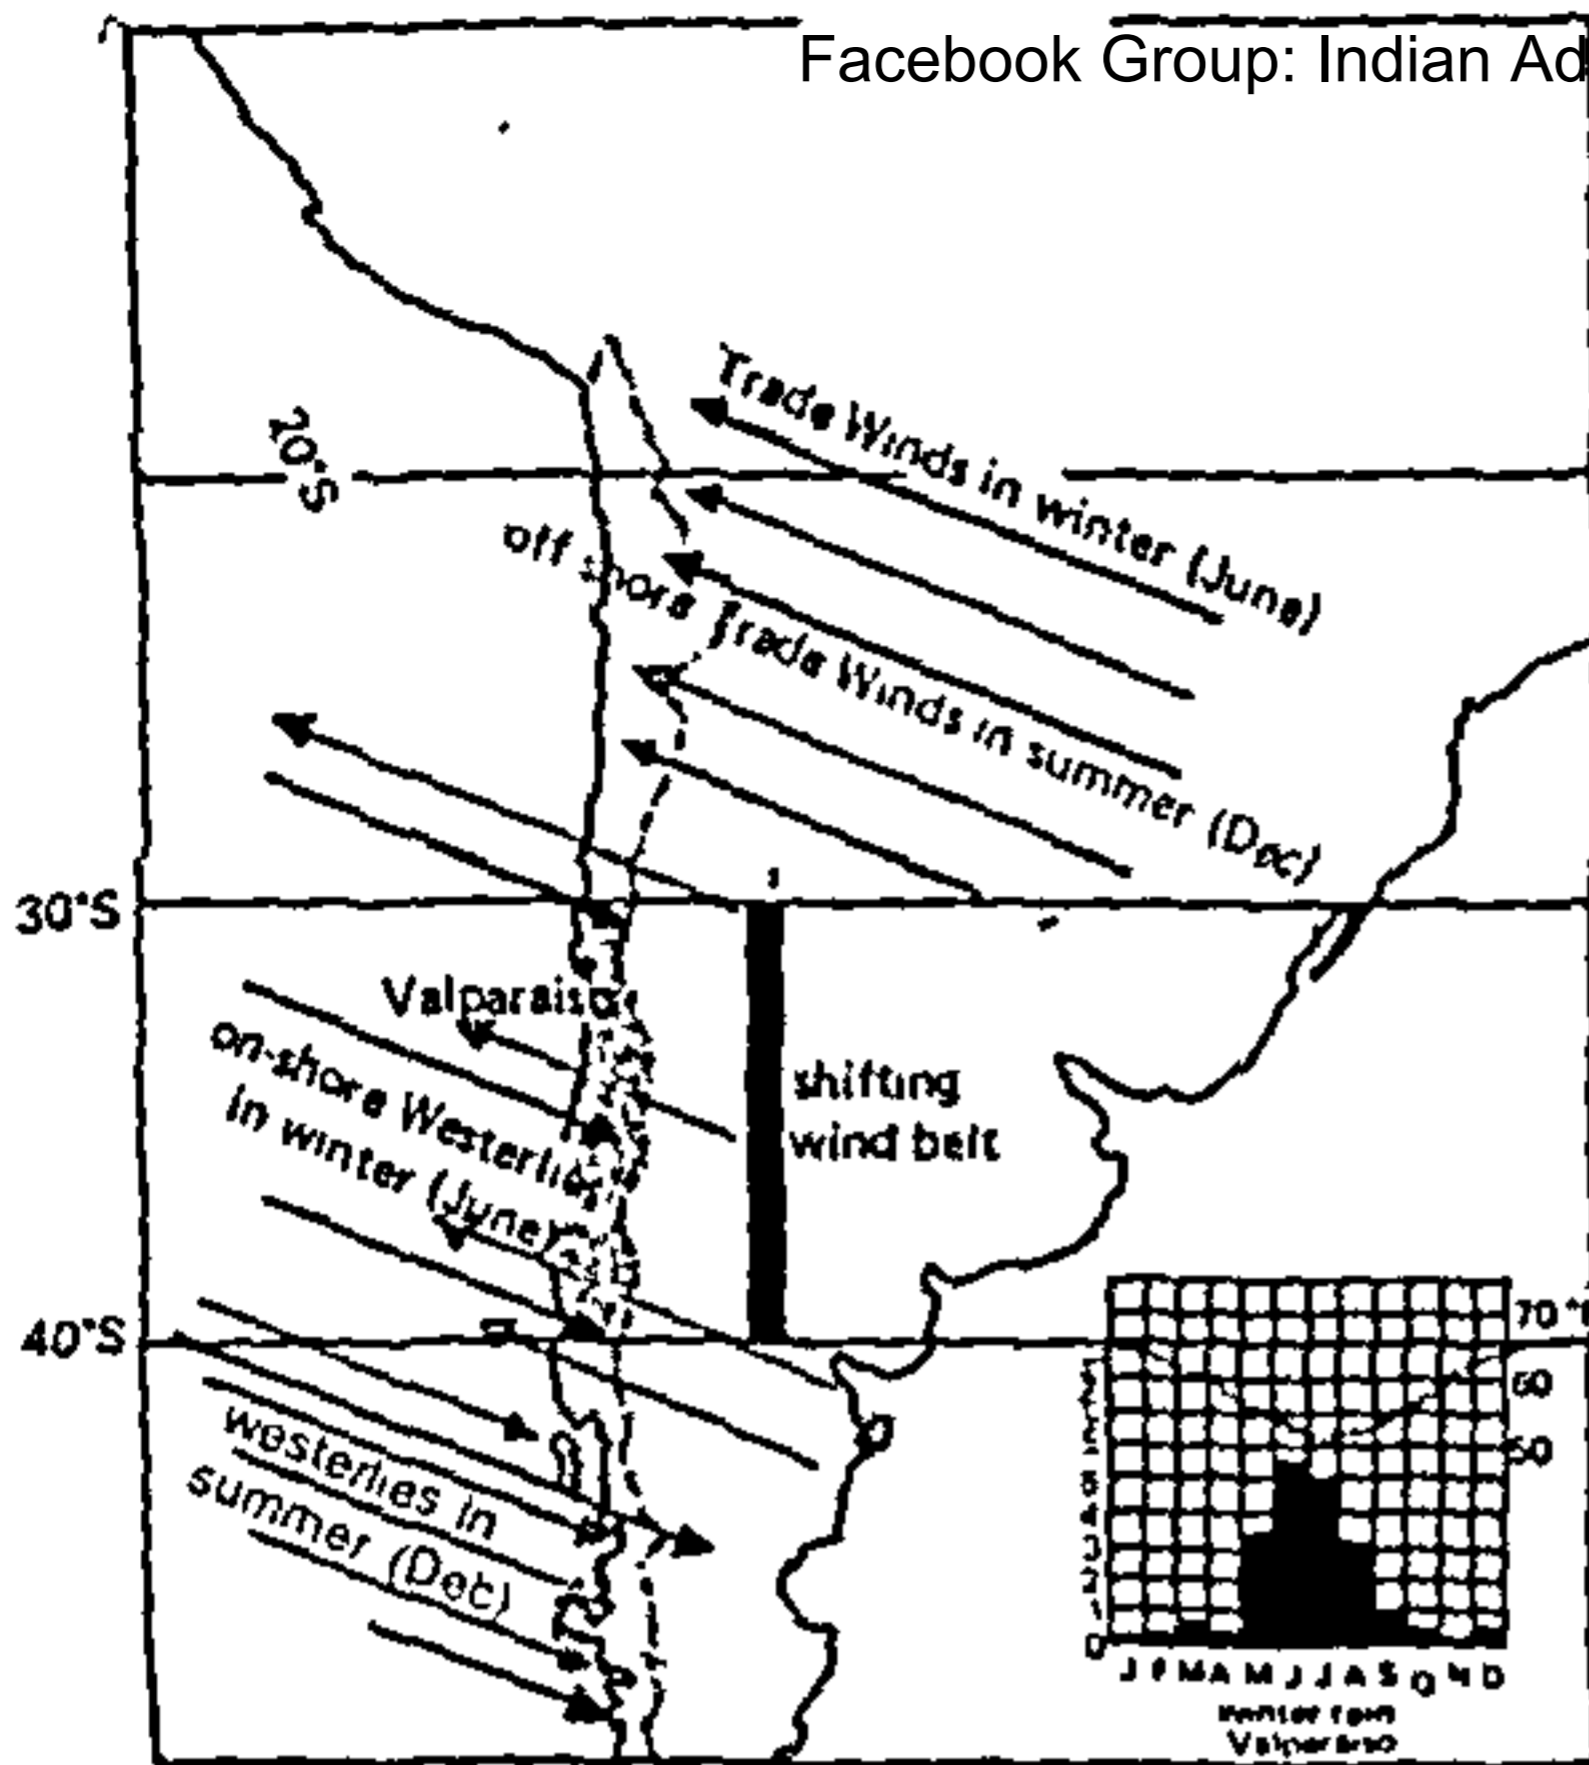 Facebook Group: Indian Ad
Trade Winds in winter (June)
20°S
off shore Trade Winds in summer (Dec)
30°S
Valparaiso
on-shore Westerlies
in winter (June)
shifting
wind belt
40°S
westerlies in
summer (Dec)
70°
60
50
0
J F M A M J J A S O N D
Winter rain
Valparaiso